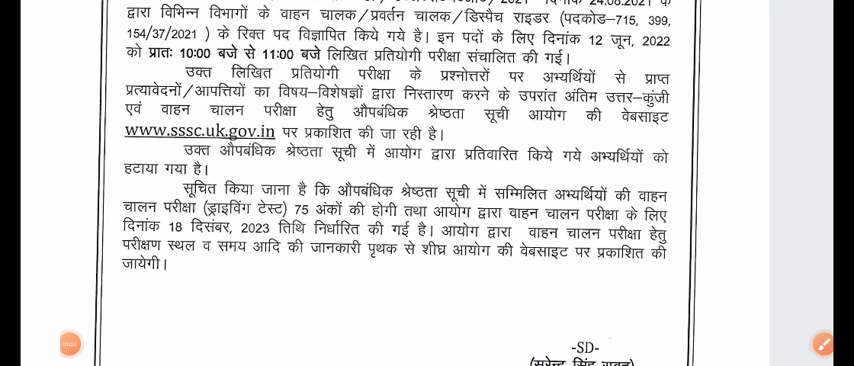 द्वारा विभिन्न विभागों के वाहन चालक/प्रवर्तन चालक/डिस्पैच राइडर (पदकोड–715, 399,
154/37/2021 ) के रिक्त पद विज्ञापित किये गये है। इन पदों के लिए दिनांक 12 जून, 2022
को प्रातः 10:00 बजे से 11:00 बजे लिखित प्रतियोगी परीक्षा संचालित की गई।
उक्त लिखित प्रतियोगी परीक्षा के प्रश्नोत्तरों पर अभ्यर्थियों से प्राप्त
प्रत्यावेदनों/आपत्तियों का विषय–विशेषज्ञों द्वारा निस्तारण करने के उपरांत अंतिम उत्तर–कुंजी
एवं वाहन चालन परीक्षा हेतु औपबंधिक श्रेष्ठता सूची आयोग की वेबसाइट
www.sssc.uk.gov.in पर प्रकाशित की जा रही है।
उक्त औपबंधिक श्रेष्ठता सूची में आयोग द्वारा प्रतिवारित किये गये अभ्यर्थियों को
हटाया गया है।
सूचित किया जाना है कि औपबंधिक श्रेष्ठता सूची में सम्मिलित अभ्यर्थियों की वाहन
चालन परीक्षा (ड्राइविंग टेस्ट) 75 अंकों की होगी तथा आयोग द्वारा वाहन चालन परीक्षा के लिए
दिनांक 18 दिसंबर, 2023 तिथि निर्धारित की गई है। आयोग द्वारा वाहन चालन परीक्षा हेतु
परीक्षण स्थल व समय आदि की जानकारी पृथक से शीघ्र आयोग की वेबसाइट पर प्रकाशित की
जायेगी।
-SD-